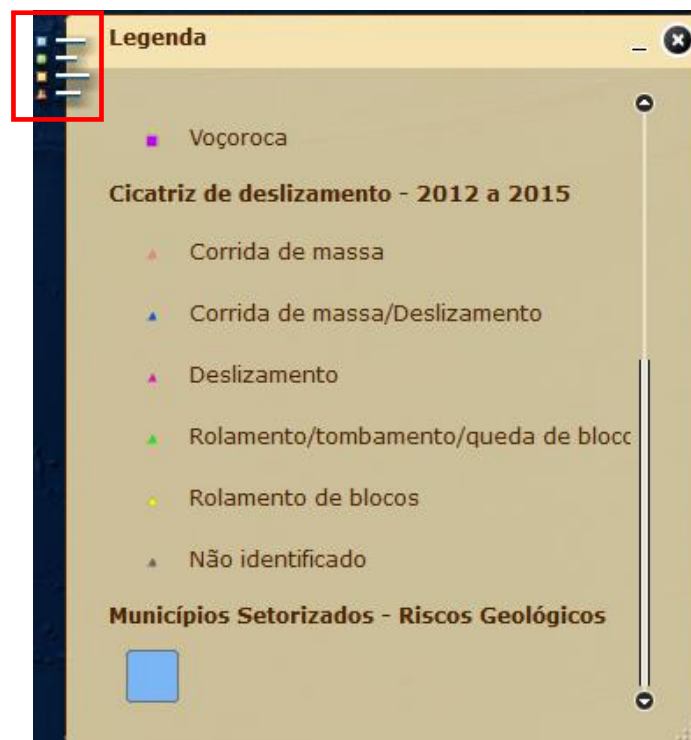 Legenda
Voçoroca
Cicatriz de deslizamento - 2012 a 2015
Corrida de massa
Corrida de massa/Deslizamento
Deslizamento
Rolamento/tombamento/queda de blocc
Rolamento de blocos
Não identificado
Municípios Setorizados - Riscos Geológicos